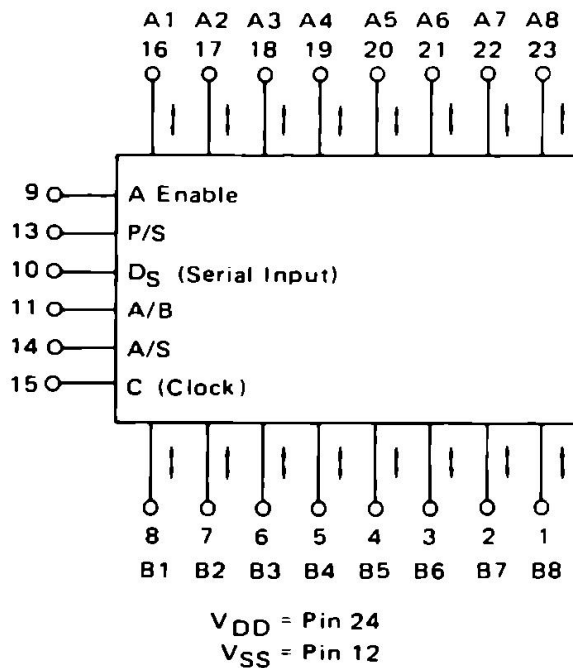 A1 A2 A3 A4 A5 A6 A7 A8
16 17 18 19 20 21 22 23
9 A Enable
13 P/S
10 DS (Serial Input)
11 A/B
14 A/S
15 C (Clock)
8 7 6 5 4 3 2 1
B1 B2 B3 B4 B5 B6 B7 B8
VDD = Pin 24
VSS = Pin 12